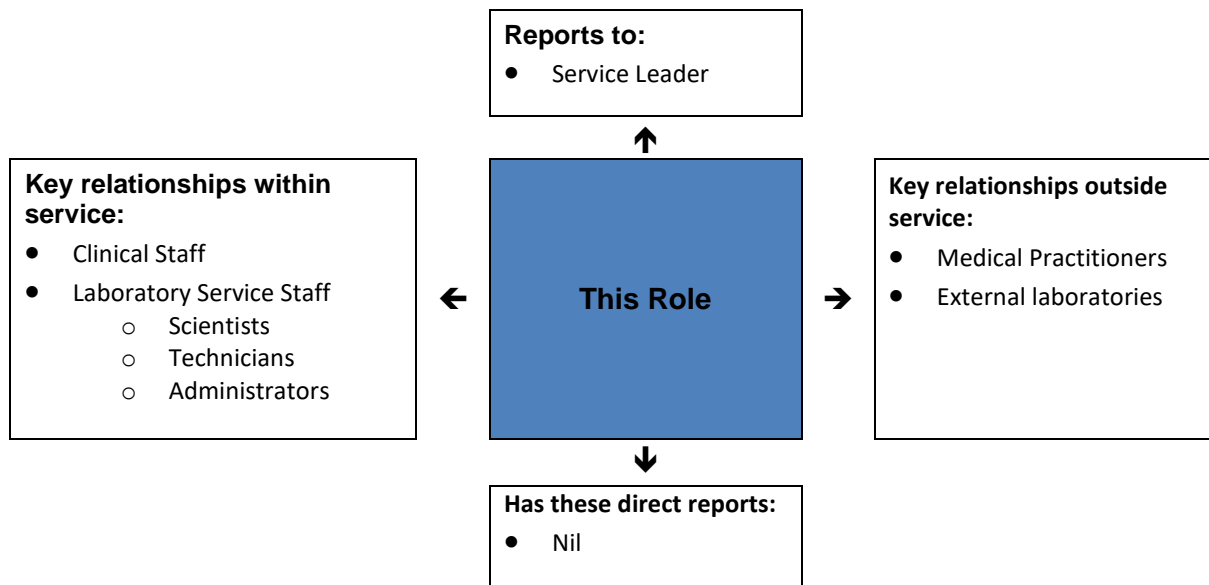 Reports to:
● Service Leader
🡩
Key relationships within
service:
● Clinical Staff
● Laboratory Service Staff
o Scientists
o Technicians
o Administrators
🡨
This Role
🡪
Key relationships outside
service:
● Medical Practitioners
● External laboratories
🡫
Has these direct reports:
● Nil